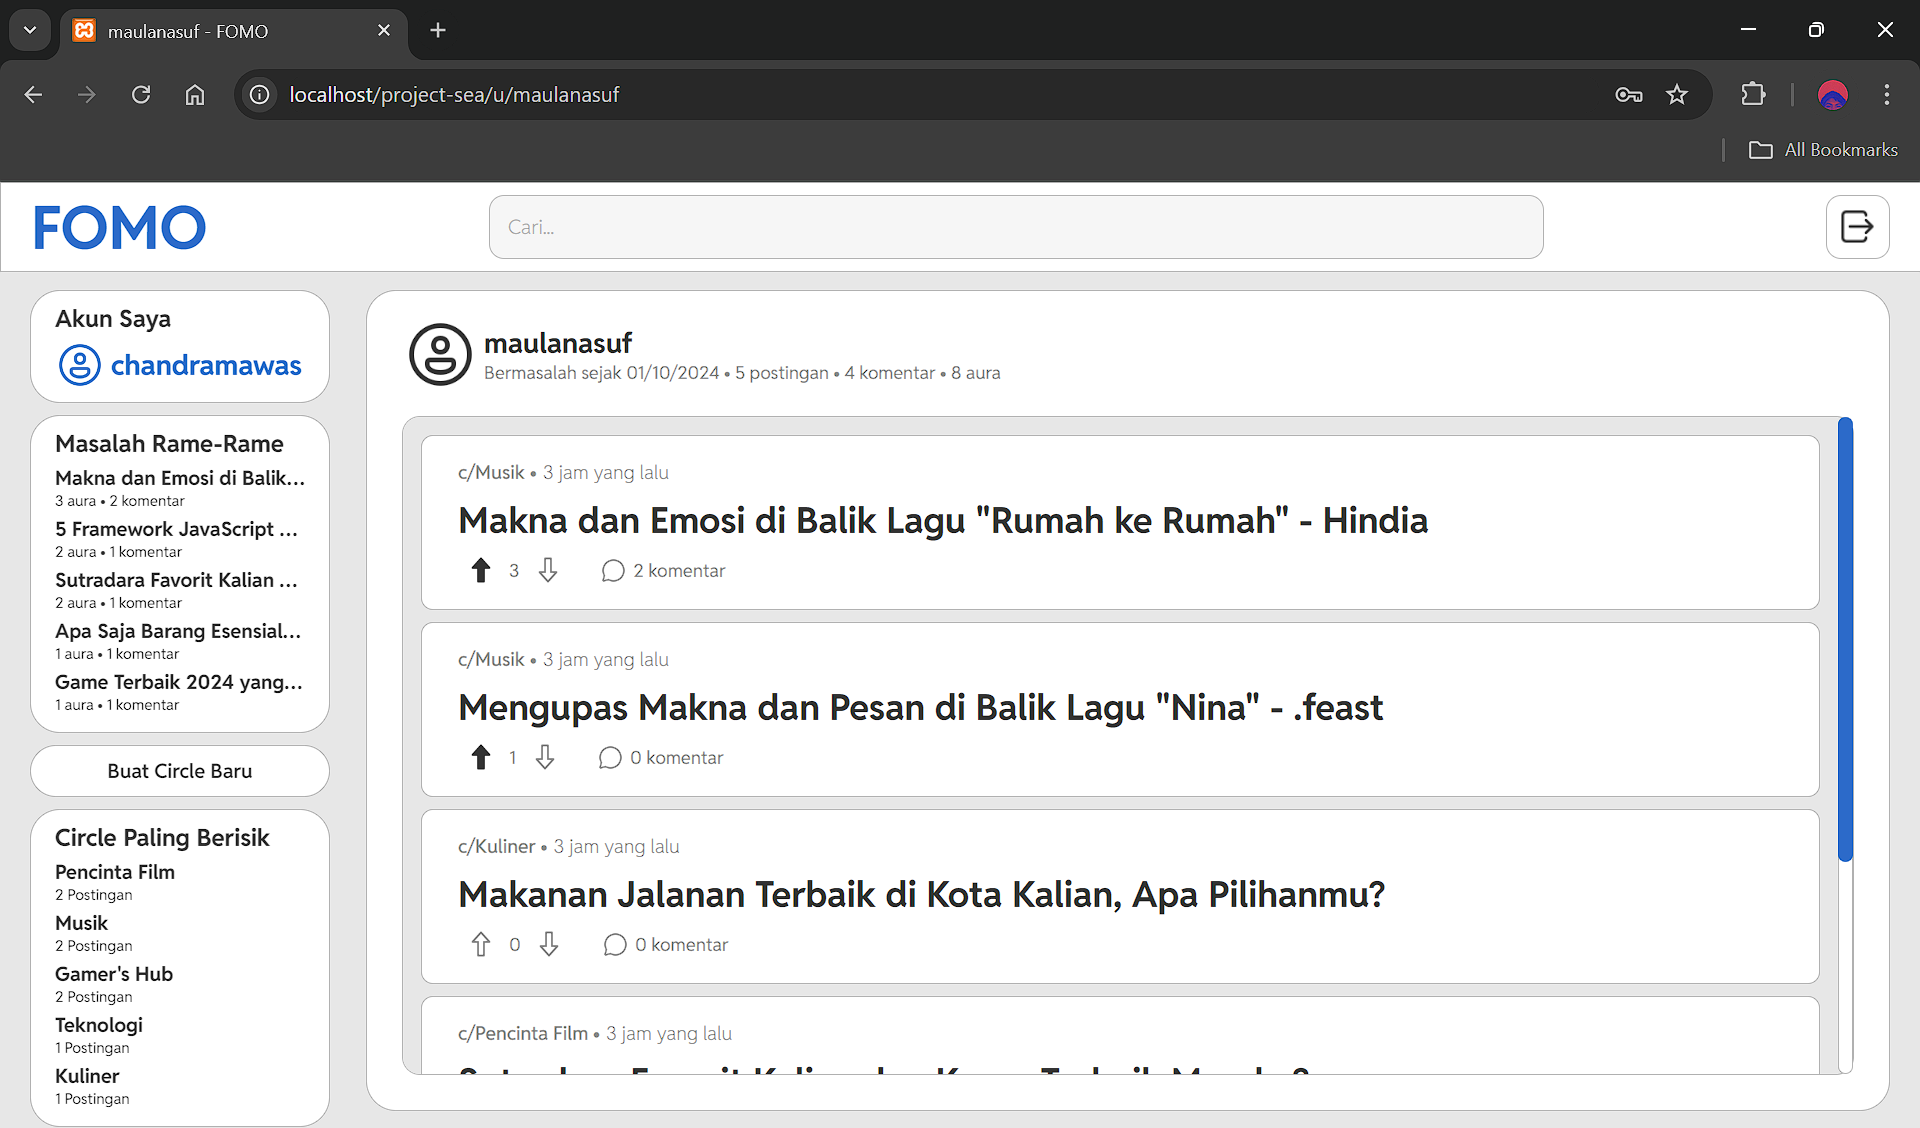 maulanasuf - FOMO
localhost/project-sea/u/maulanasuf
All Bookmarks
FOMO
Cari...
Akun Saya
chandramawas
Masalah Rame-Rame
Makna dan Emosi di Balik...
3 aura • 2 komentar
5 Framework JavaScript ...
2 aura • 1 komentar
Sutradara Favorit Kalian ...
2 aura • 1 komentar
Apa Saja Barang Esensial...
1 aura • 1 komentar
Game Terbaik 2024 yang...
1 aura • 1 komentar
Buat Circle Baru
Circle Paling Berisik
Pencinta Film
2 Postingan
Musik
2 Postingan
Gamer's Hub
2 Postingan
Teknologi
1 Postingan
Kuliner
1 Postingan
maulanasuf
Bermasalah sejak 01/10/2024 • 5 postingan • 4 komentar • 8 aura
c/Musik • 3 jam yang lalu
Makna dan Emosi di Balik Lagu "Rumah ke Rumah" - Hindia
3 2 komentar
c/Musik • 3 jam yang lalu
Mengupas Makna dan Pesan di Balik Lagu "Nina" - .feast
1 0 komentar
c/Kuliner • 3 jam yang lalu
Makanan Jalanan Terbaik di Kota Kalian, Apa Pilihanmu?
0 0 komentar
c/Pencinta Film • 3 jam yang lalu